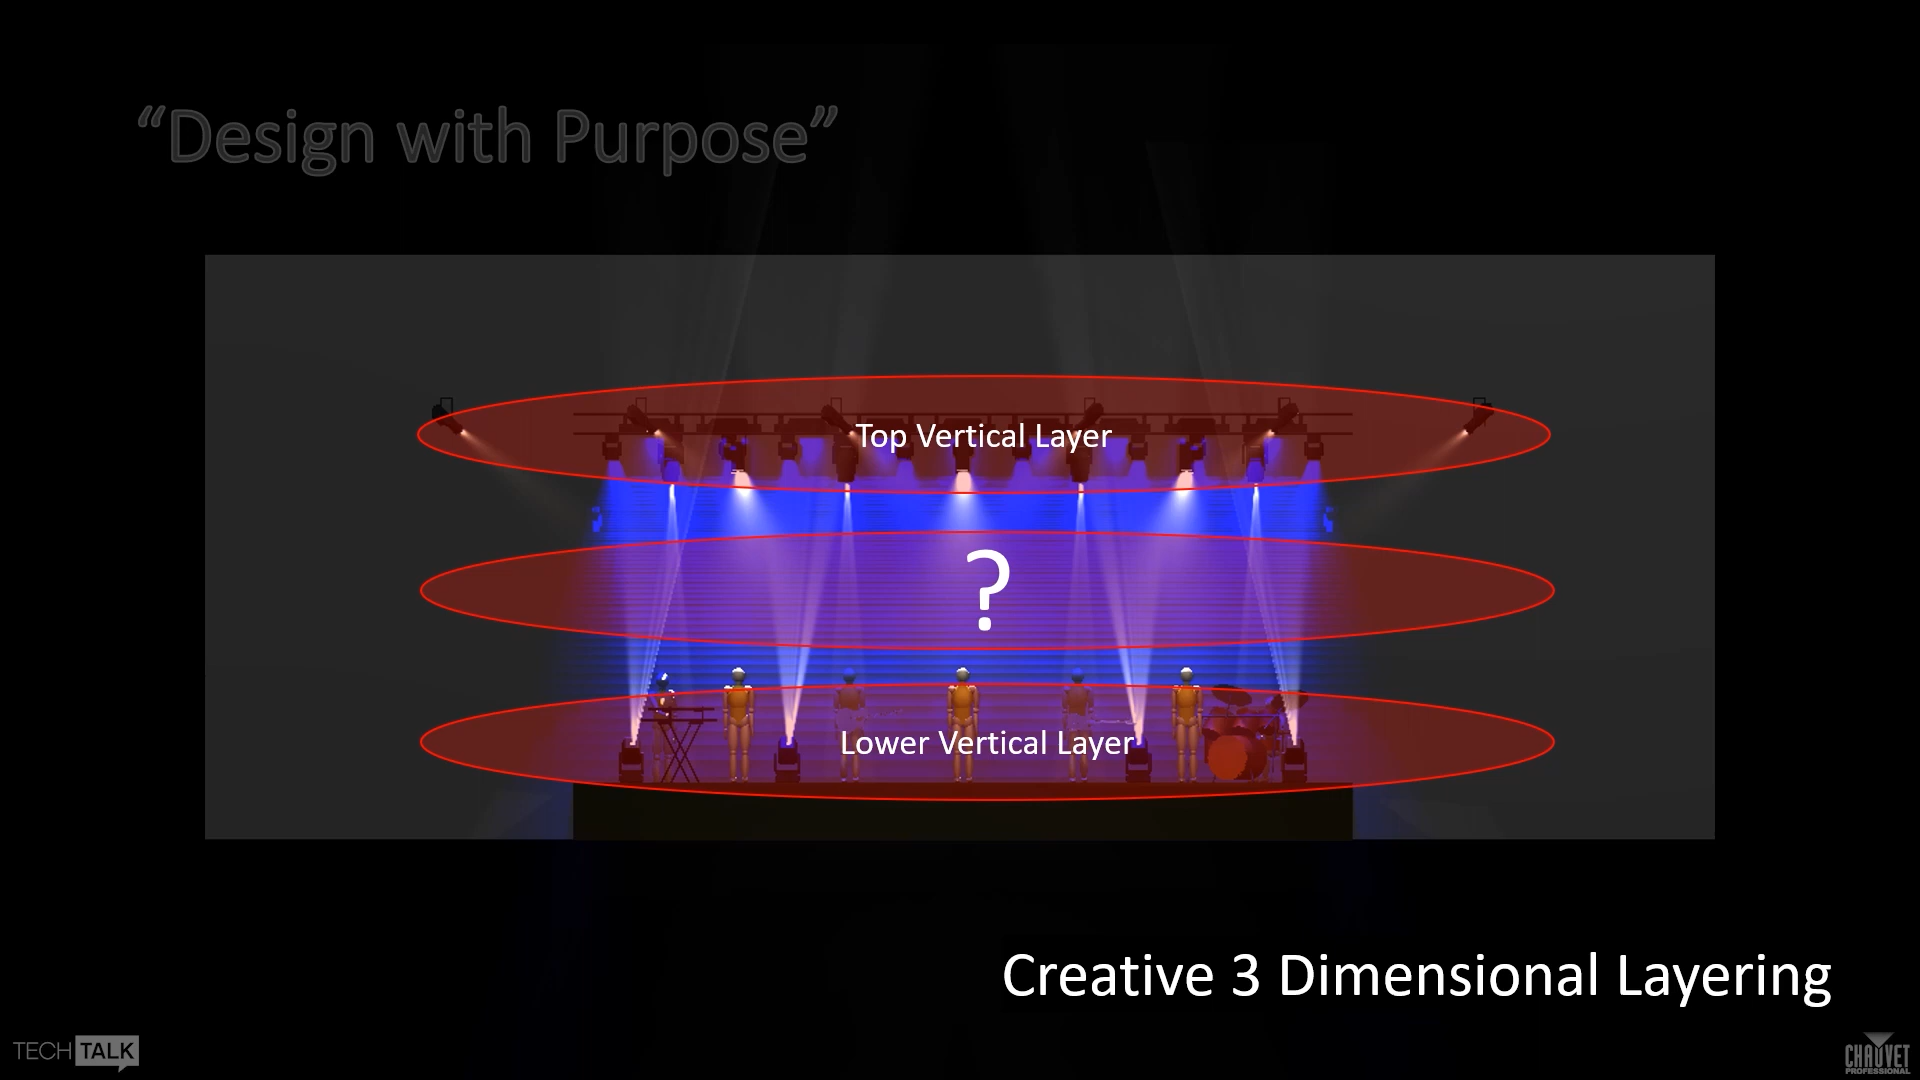 “Design with Purpose”
Top Vertical Layer
?
Lower Vertical Layer
Creative 3 Dimensional Layering
TECH TALK
CHAUVET
PROFESSIONAL